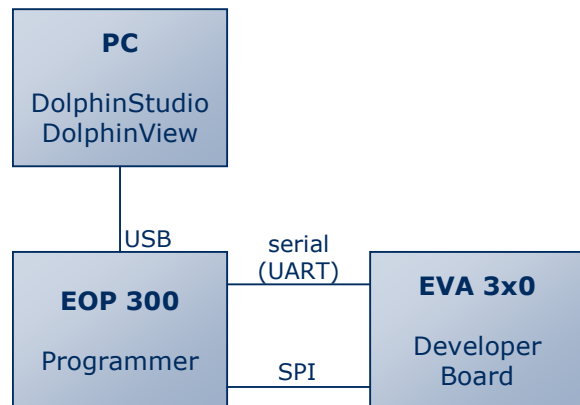 PC
DolphinStudio
DolphinView
USB
serial
(UART)
EOP 300
Programmer
EVA 3x0
Developer
Board
SPI